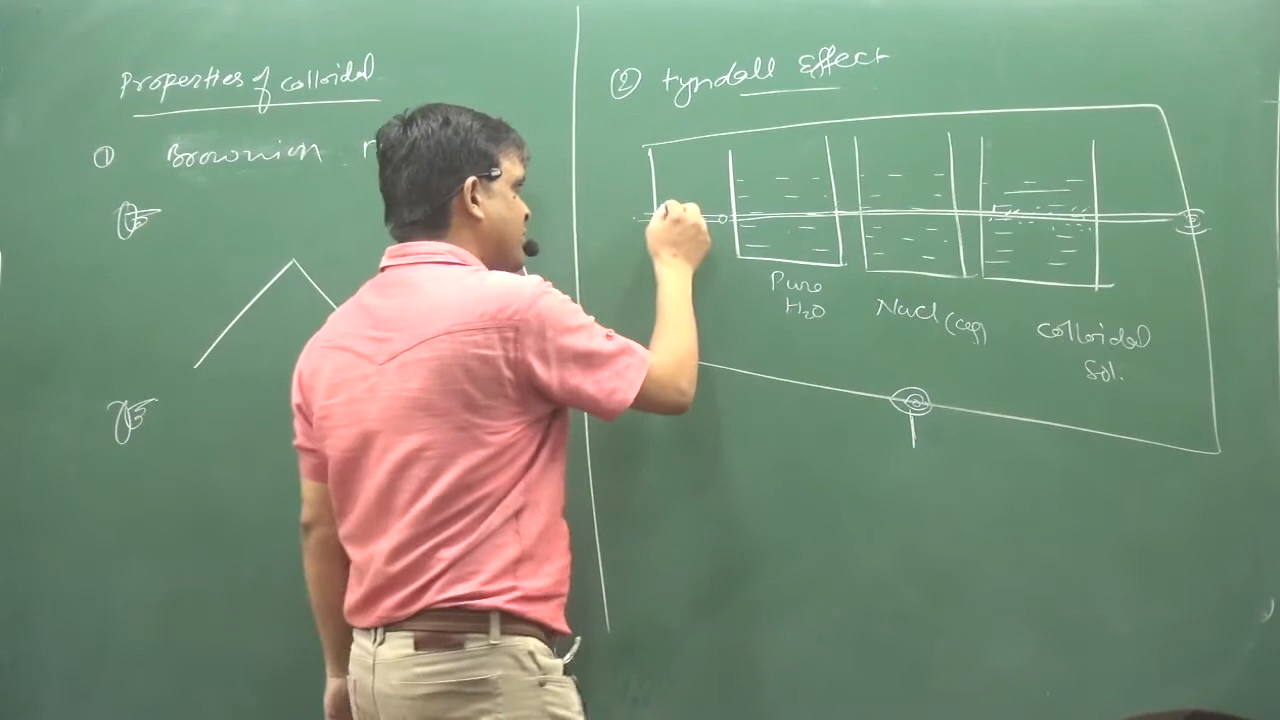 Properties of colloidal
① Brownian
② Tyndall Effect
Pure H₂O
NaCl (aq)
Colloidal Sol.